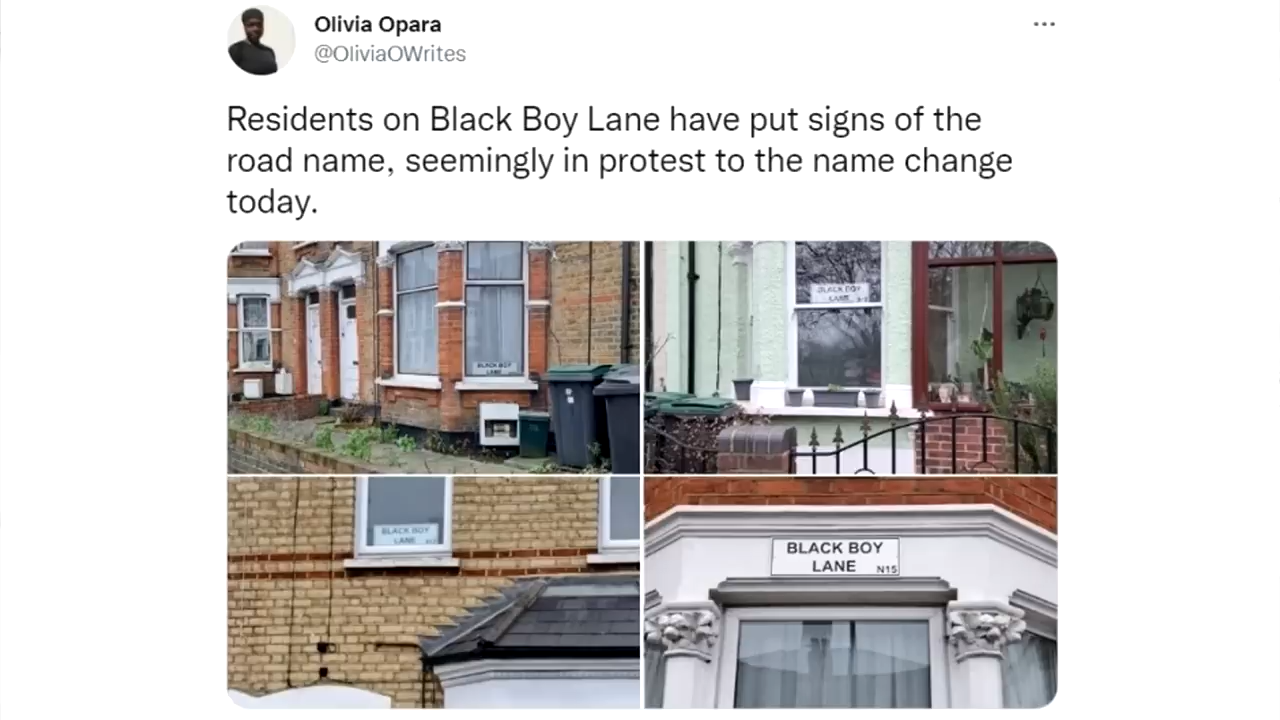 Olivia Opara
@OliviaOWrites
Residents on Black Boy Lane have put signs of the
road name, seemingly in protest to the name change
today.
BLACK BOY
LANE
BLACK BOY
LANE
BLACK BOY
LANE
BLACK BOY
LANE N15